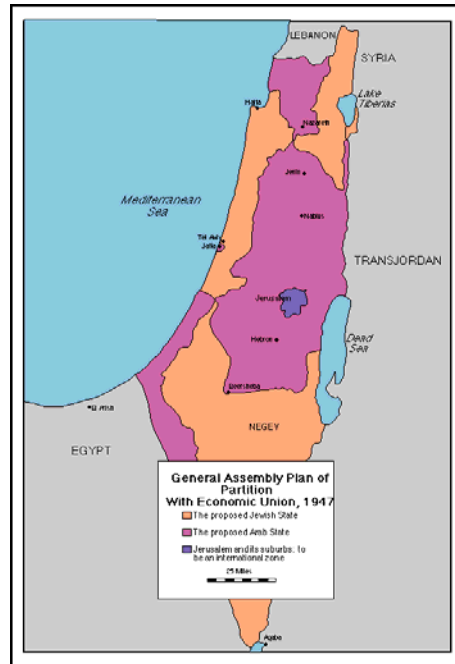 LEBANON
SYRIA
Lake
Tiberias
Haifa
Nazareth
Jenin
Mediterranean
Sea
Nablus
Tel Aviv
Jaffa
TRANSJORDAN
Jerusalem
Dead
Sea
Hebron
Beersheba
NEGEV
EGYPT
General Assembly Plan of
Partition
With Economic Union, 1947
The proposed Jewish State
The proposed Arab State
Jerusalem and its suburbs: to
be an international zone
25 Miles
Aqaba